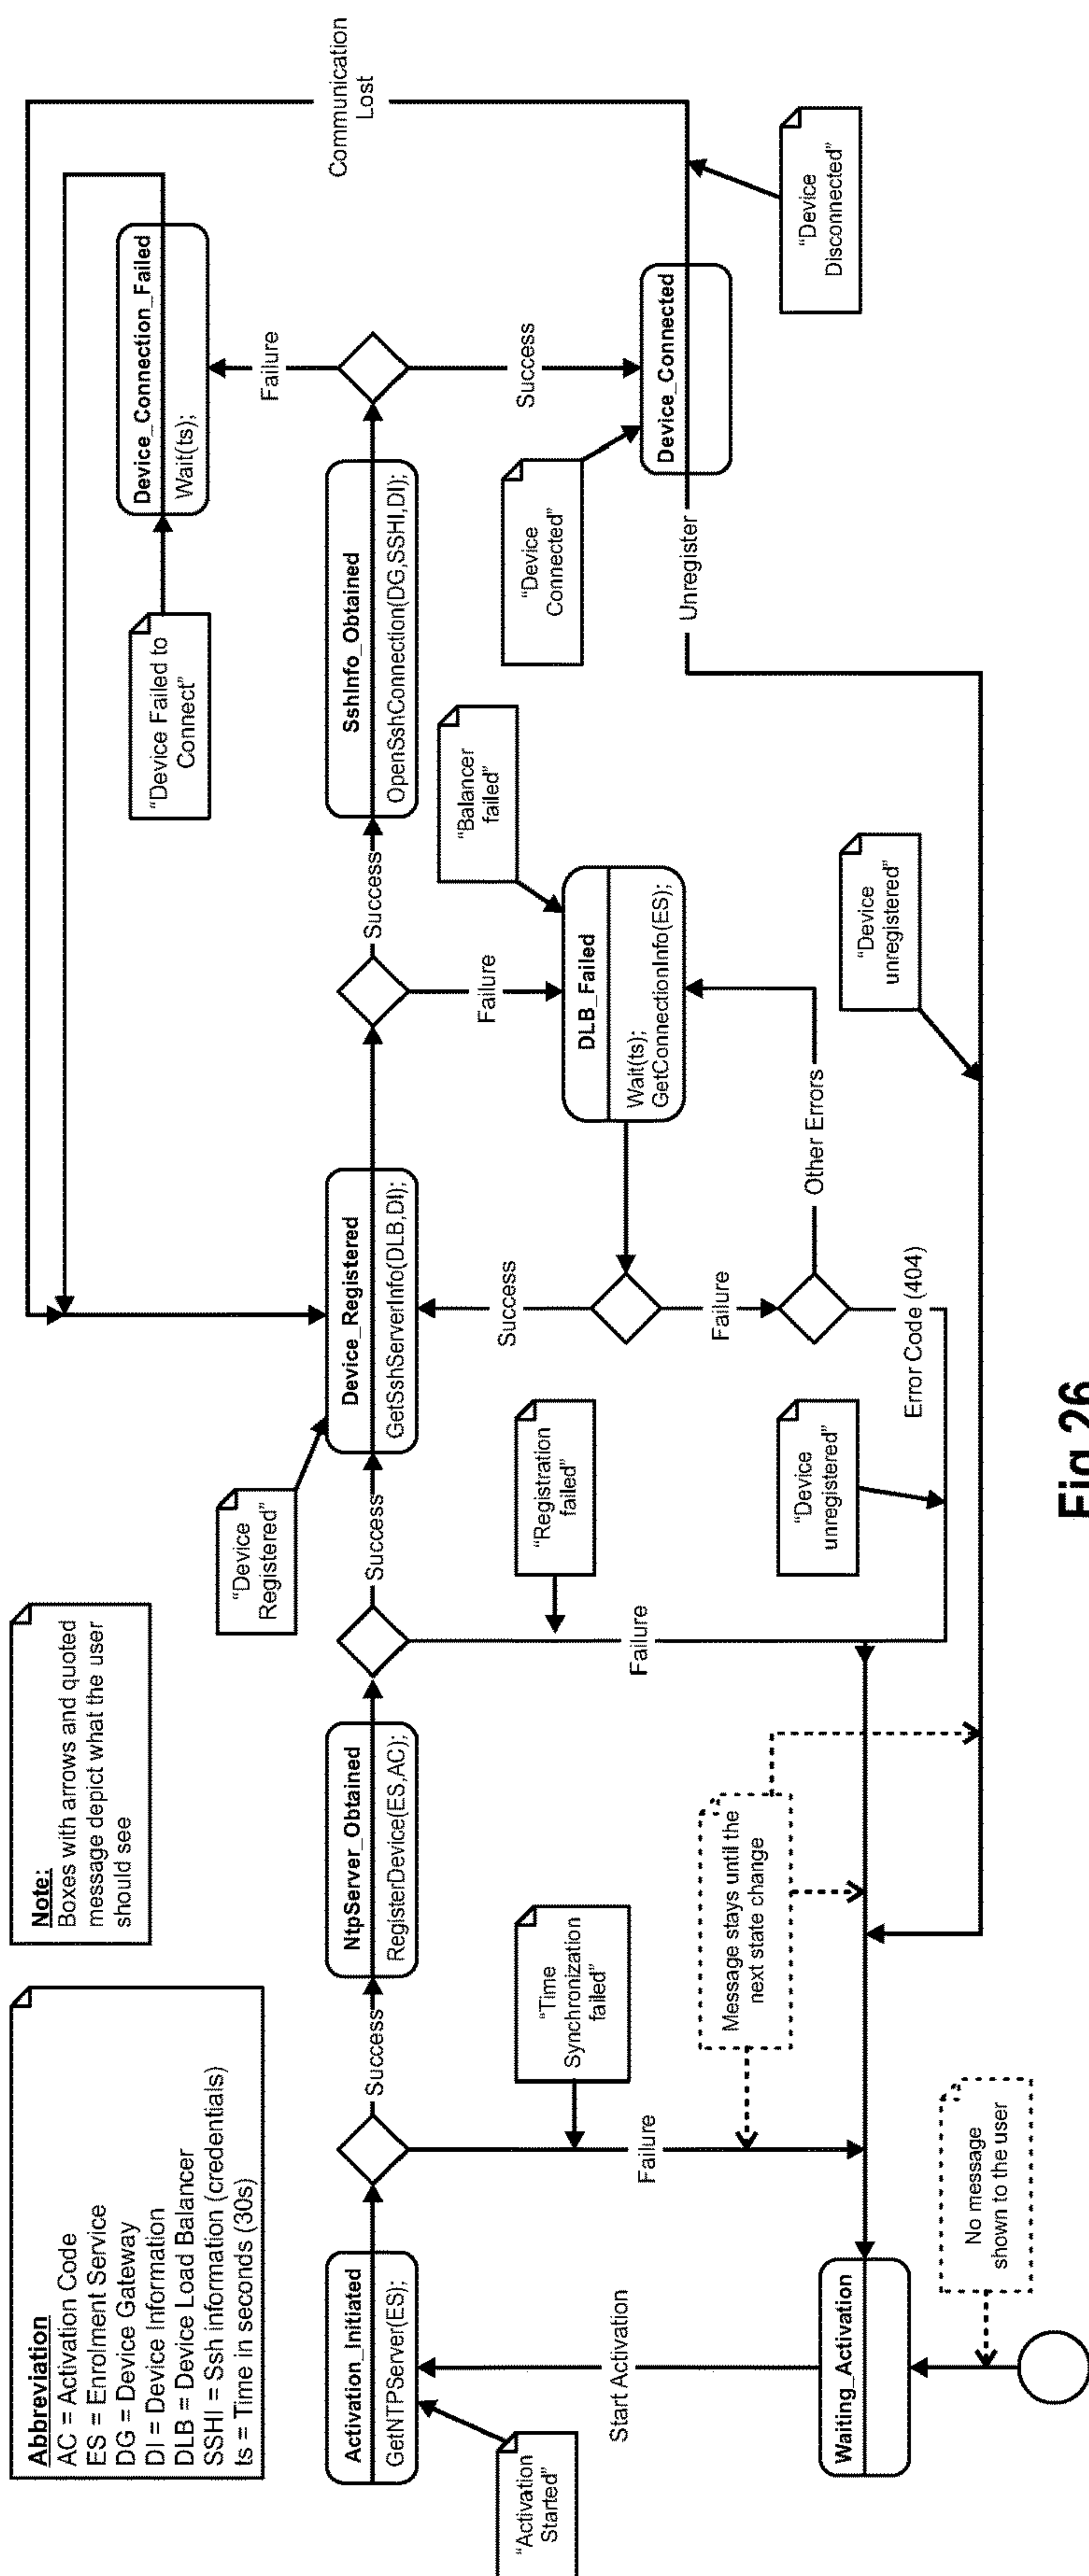 Abbreviation
AC = Activation Code
ES = Enrolment Service
DG = Device Gateway
DI = Device Information
DLB = Device Load Balancer
SSHI = Ssh information (credentials)
ts = Time in seconds (30s)
Note:
Boxes with arrows and quoted
message depict what the user
should see
"Activation
Started"
Activation_Initiated
GetNTPServer(ES);
Success
NtpServer_Obtained
RegisterDevice(ES,AC);
Success
"Device
Registered"
Device_Registered
GetSshServerInfo(DLB,DI);
Success
SshInfo_Obtained
OpenSshConnection(DG,SSHI,DI);
"Device Failed to
Connect"
Device_Connection_Failed
Wait(ts);
Failure
Success
Communication
Lost
"Time
Synchronization
failed"
Failure
"Registration
failed"
Failure
Success
Failure
"Balancer
failed"
DLB_Failed
Wait(ts);
GetConnectionInfo(ES);
Failure
Other Errors
Error Code (404)
"Device
unregistered"
"Device
Connected"
Device_Connected
Unregister
"Device
Disconnected"
"Device
unregistered"
Start Activation
Message stays until the
next state change
Waiting_Activation
No message
shown to the user
Fig.26